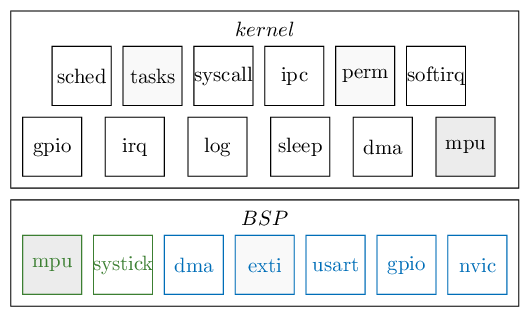 kernel
sched tasks syscall ipc perm softirq
gpio irq log sleep dma mpu
BSP
mpu systick dma exti usart gpio nvic